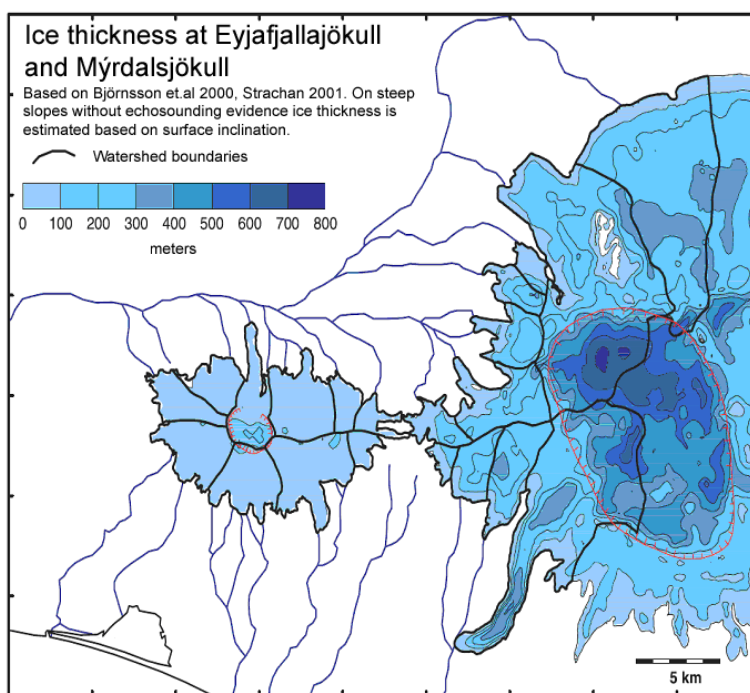 Ice thickness at Eyjafjallajökull
and Mýrdalsjökull
Based on Björnsson et.al 2000, Strachan 2001. On steep
slopes without echosounding evidence ice thickness is
estimated based on surface inclination.
Watershed boundaries
0 100 200 300 400 500 600 700 800
meters
5 km